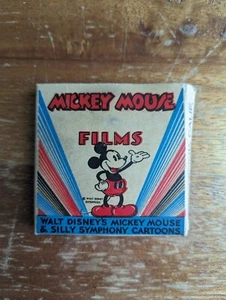 MICKEY MOUSE
FILMS
WALT DISNEY'S MICKEY MOUSE
& SILLY SYMPHONY CARTOONS